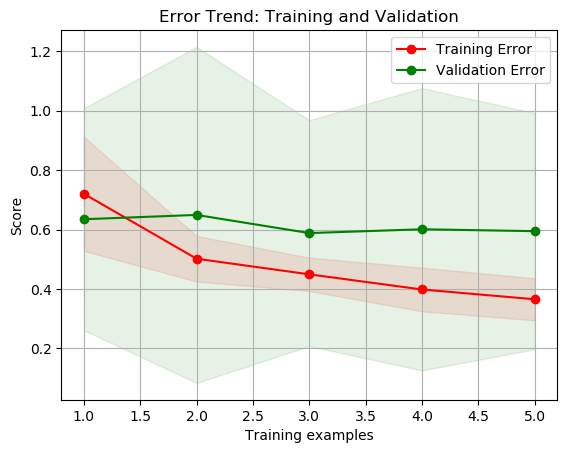 Error Trend: Training and Validation
Training Error
Validation Error
Score
1.2
1.0
0.8
0.6
0.4
0.2
1.0 1.5 2.0 2.5 3.0 3.5 4.0 4.5 5.0
Training examples